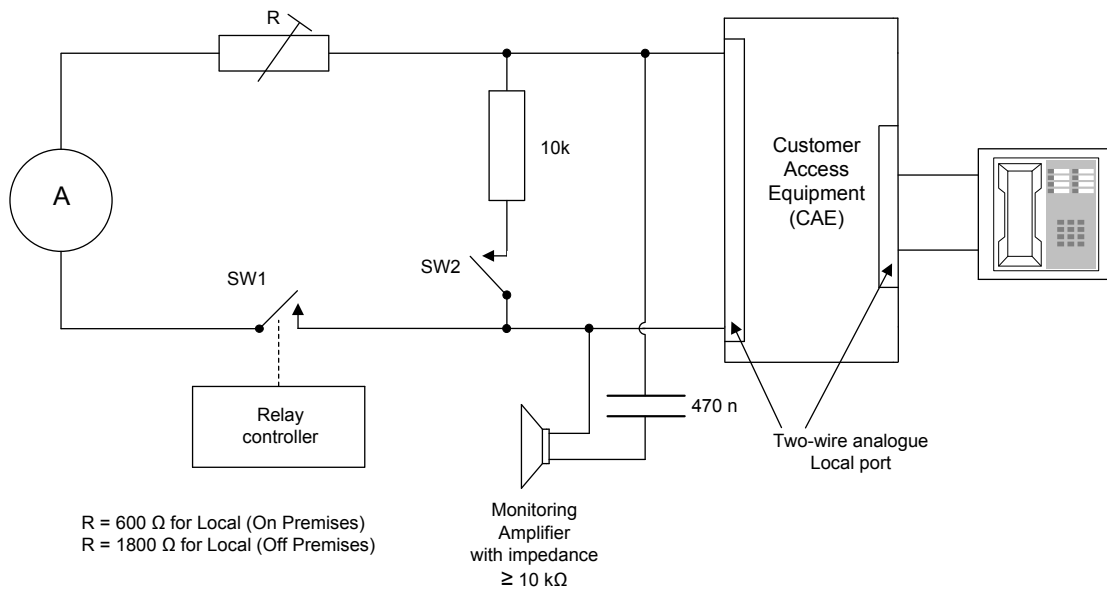 R
10k
A
SW1
SW2
Customer
Access
Equipment
(CAE)
Relay
controller
470 n
Two-wire analogue
Local port
Monitoring
Amplifier
with impedance
≥ 10 kΩ
R = 600 Ω for Local (On Premises)
R = 1800 Ω for Local (Off Premises)